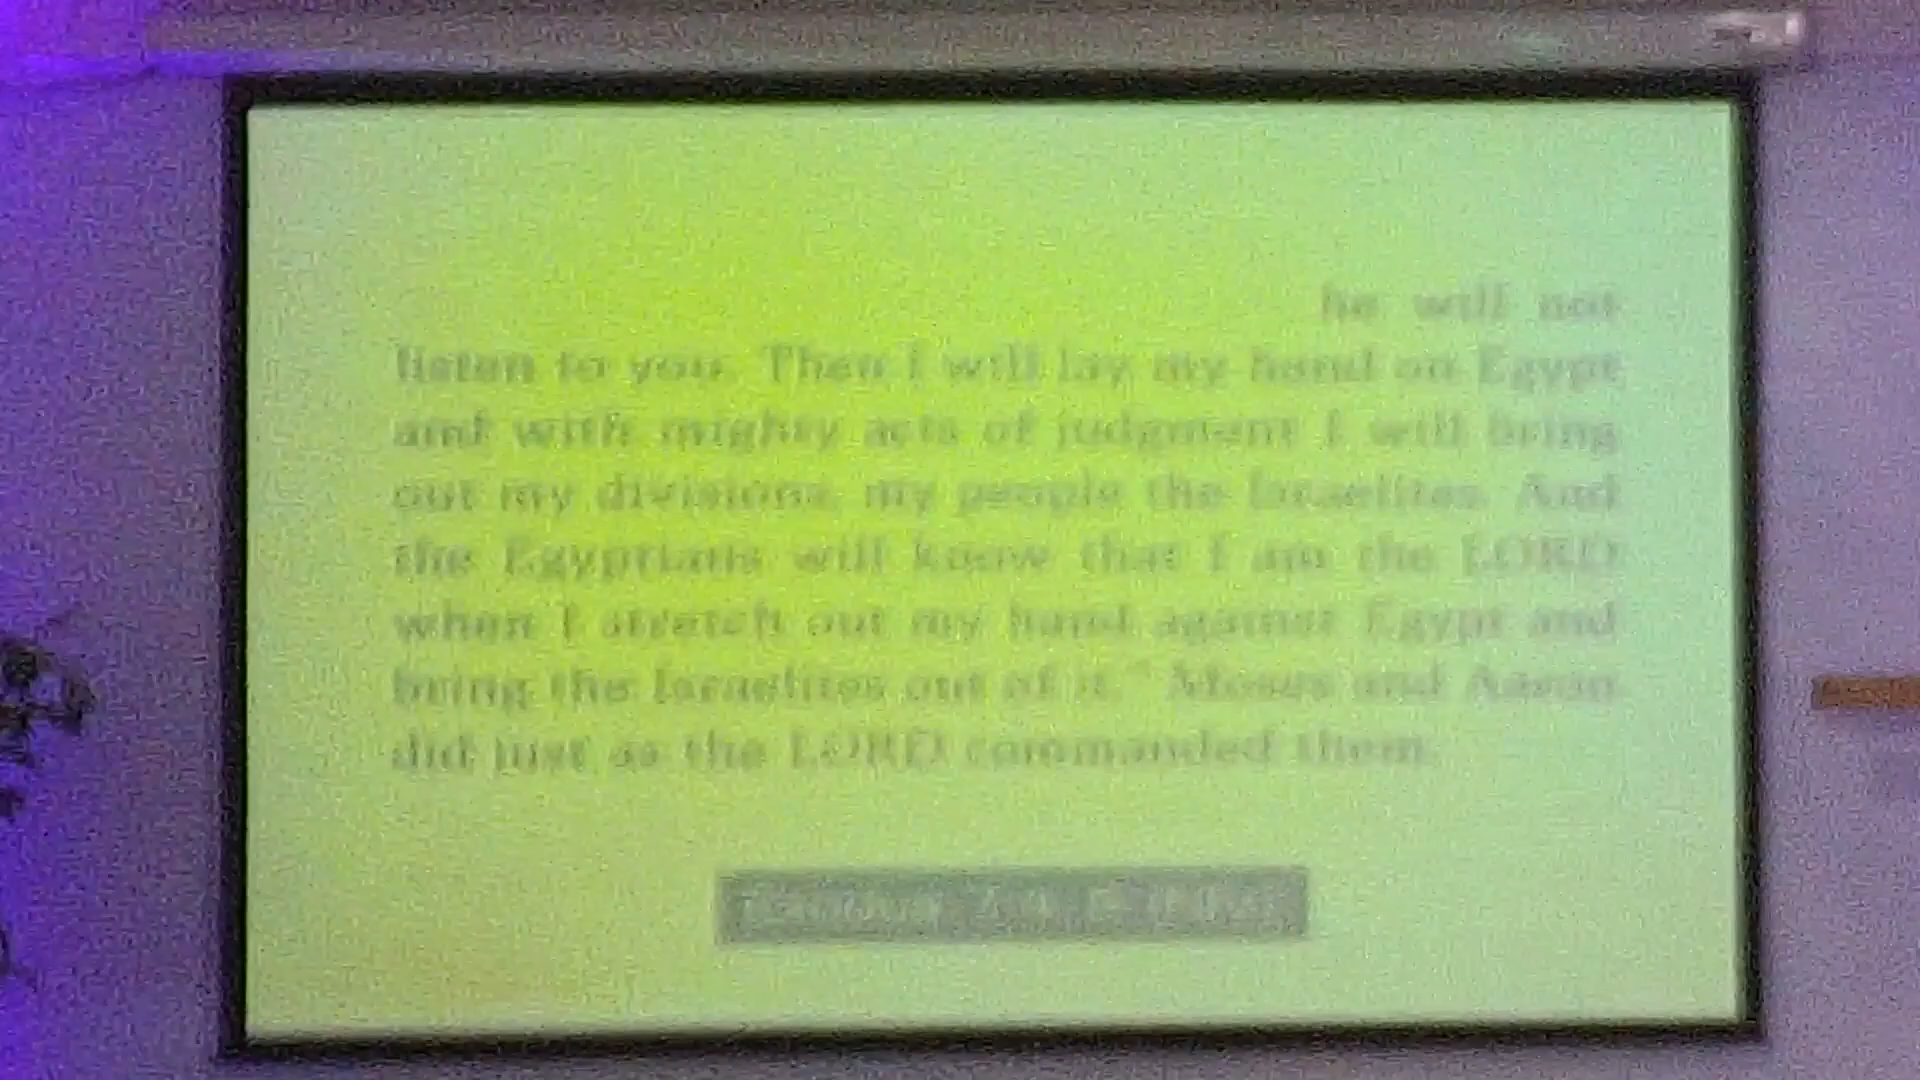 he will not
listen to you. Then I will lay my hand on Egypt
and with mighty acts of judgment I will bring
out my divisions, my people the Israelites. And
the Egyptians will know that I am the LORD
when I stretch out my hand against Egypt and
bring the Israelites out of it." Moses and Aaron
did just as the LORD commanded them.